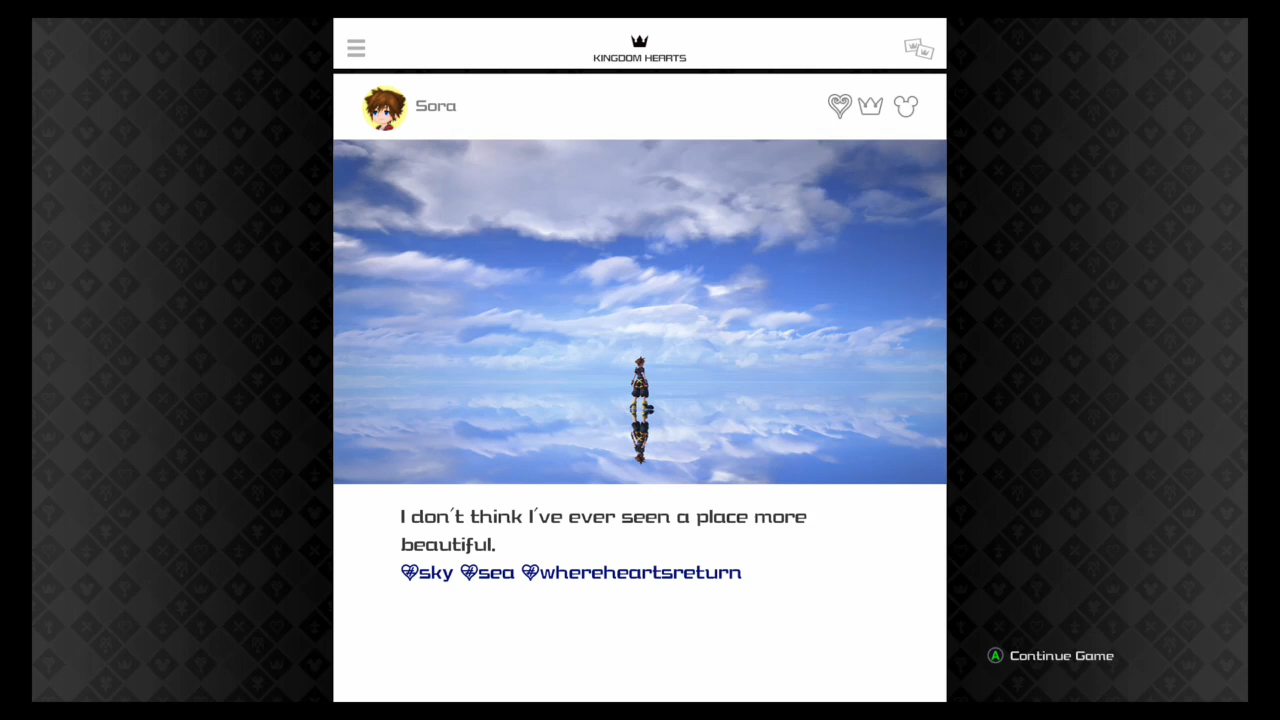 KINGDOM HEARTS
Sora
I don't think I've ever seen a place more
beautiful.
#sky #sea #whereheartsreturn
A Continue Game